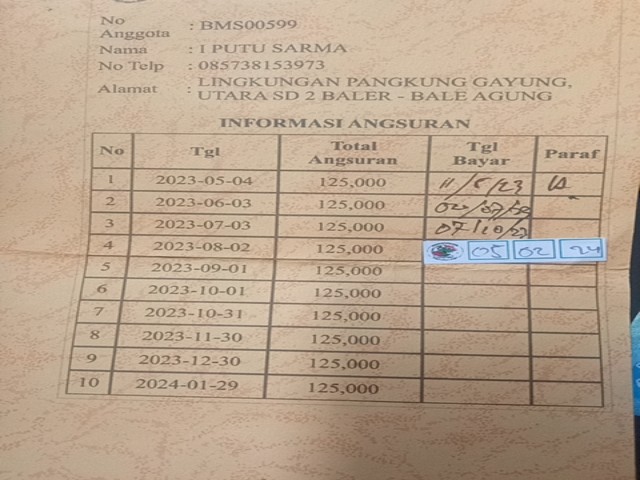 No Anggota : BMS00599
Nama : I PUTU SARMA
No Telp : 085738153973
Alamat : LINGKUNGAN PANGKUNG GAYUNG,
UTARA SD 2 BALER - BALE AGUNG
INFORMASI ANGSURAN
No Tgl Total Angsuran Tgl Bayar Paraf
1 2023-05-04 125,000 11/5/23
2 2023-06-03 125,000 02/07/23
3 2023-07-03 125,000 07/10/23
4 2023-08-02 125,000 05 02 24
5 2023-09-01 125,000
6 2023-10-01 125,000
7 2023-10-31 125,000
8 2023-11-30 125,000
9 2023-12-30 125,000
10 2024-01-29 125,000